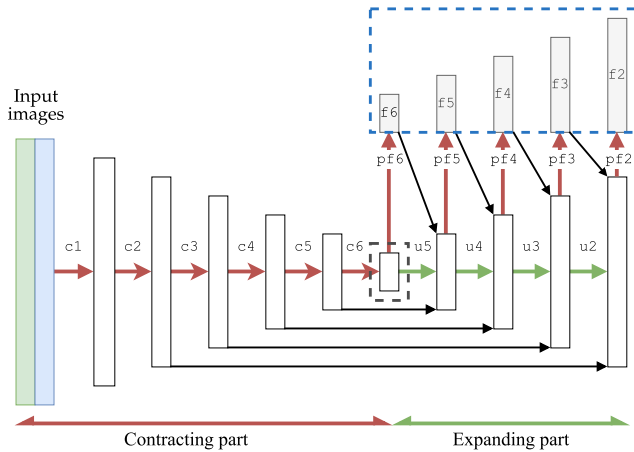 Input
images
f6
f5
f4
f3
f2
pf6
pf5
pf4
pf3
pf2
c1
c2
c3
c4
c5
c6
u5
u4
u3
u2
Contracting part
Expanding part